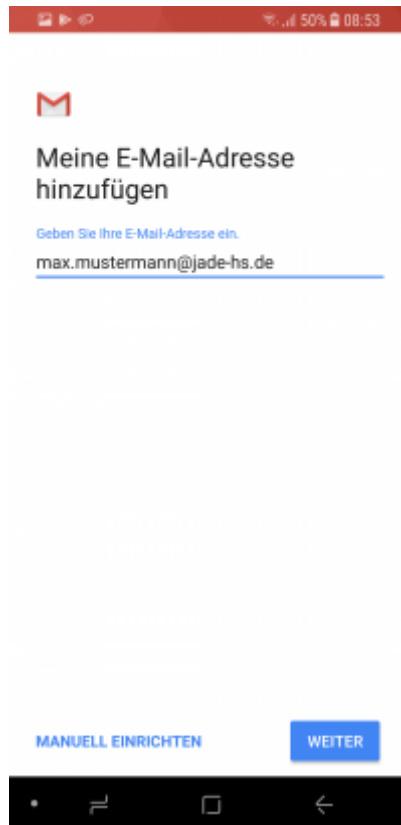 50% 08:53
Meine E-Mail-Adresse
hinzufügen
Geben Sie Ihre E-Mail-Adresse ein.
max.mustermann@jade-hs.de
MANUELL EINRICHTEN
WEITER